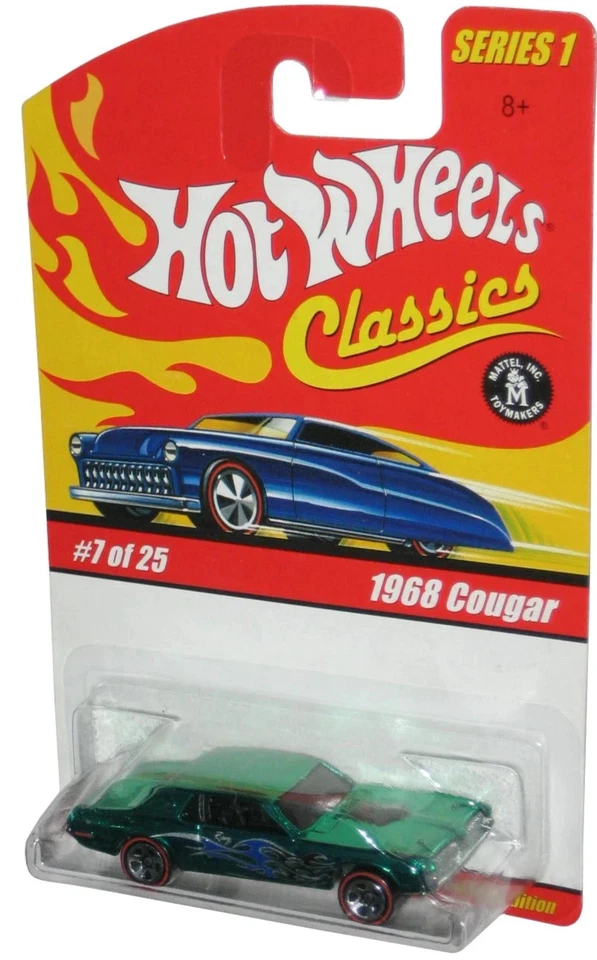 SERIES 1
8+
Hot Wheels®
Classics
MATTEL, INC.
M
TOYMAKERS
®
#7 of 25
1968 Cougar